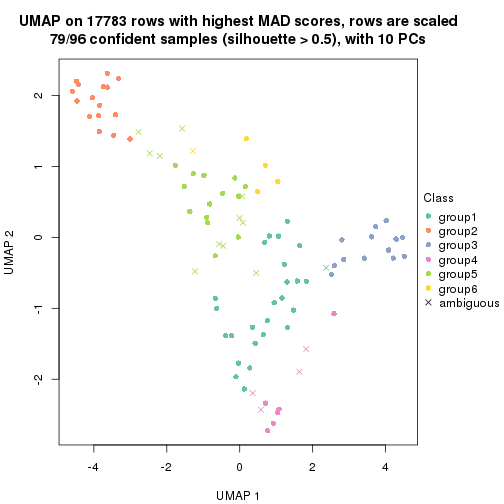 UMAP on 17783 rows with highest MAD scores, rows are scaled
79/96 confident samples (silhouette > 0.5), with 10 PCs
UMAP 2
2
1
0
-1
-2
-4
-2
0
2
4
UMAP 1
Class
group1
group2
group3
group4
group5
group6
ambiguous